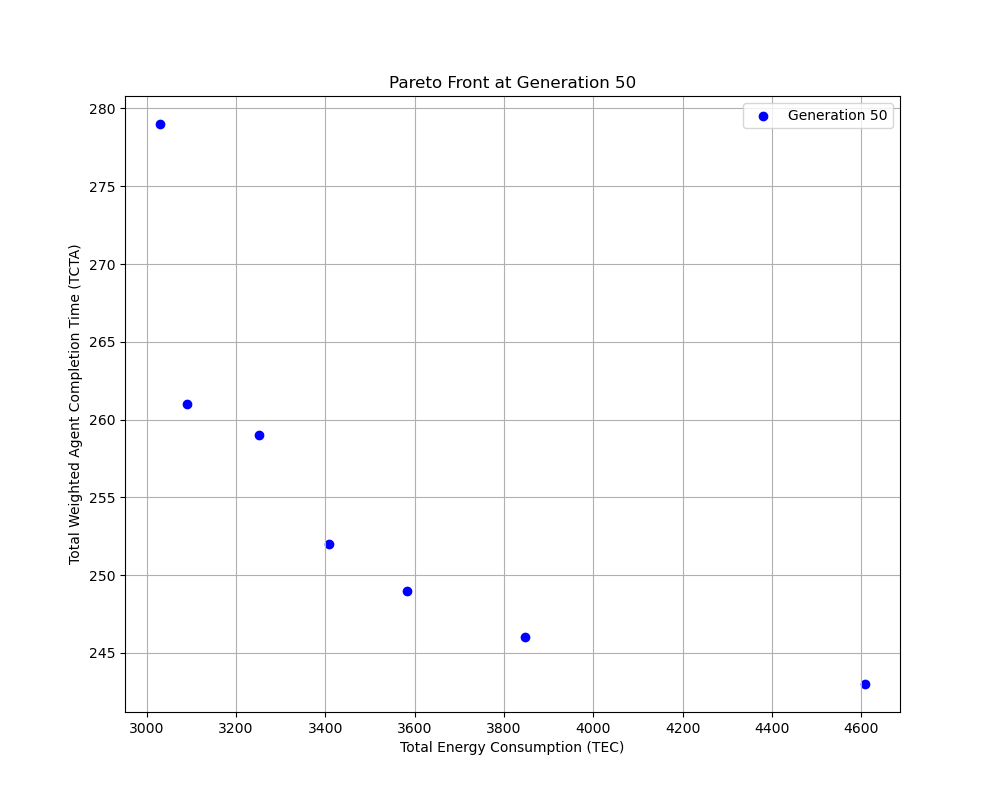 Pareto Front at Generation 50
Generation 50
280
275
270
265
260
255
250
245
Total Weighted Agent Completion Time (TCTA)
3000 3200 3400 3600 3800 4000 4200 4400 4600
Total Energy Consumption (TEC)